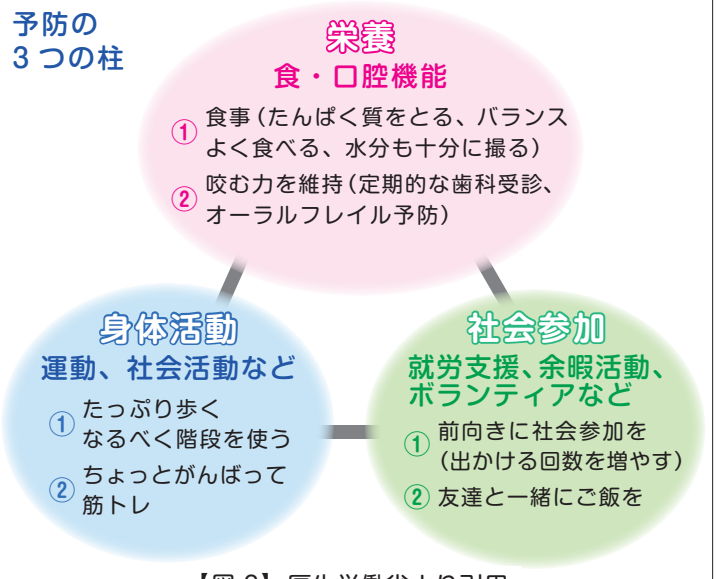 予防の
3つの柱
栄養
食・口腔機能
① 食事（たんぱく質をとる、バランス
よく食べる、水分も十分に撮る）
② 咬む力を維持（定期的な歯科受診、
オーラルフレイル予防）
身体活動
運動、社会活動など
① たっぷり歩く
なるべく階段を使う
② ちょっとがんばって
筋トレ
社会参加
就労支援、余暇活動、
ボランティアなど
① 前向きに社会参加を
（出かける回数を増やす）
② 友達と一緒にご飯を